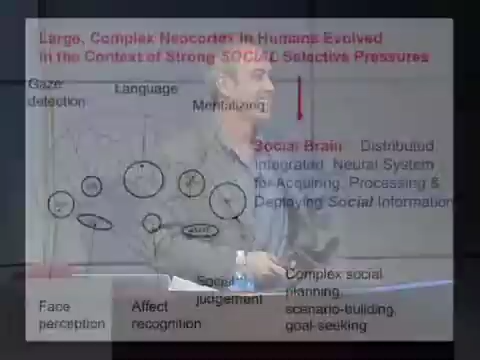 Large, Complex Neocortex In Humans Evolved
In the Context of Strong SOCIAL Selective Pressures
Gaze
detection
Language
Mentalizing
Social Brain Distributed
Integrated Neural System
for Acquiring, Processing &
Deploying Social Information
Social
judgement
Complex social
planning,
scenario-building,
goal-seeking
Face
perception
Affect
recognition